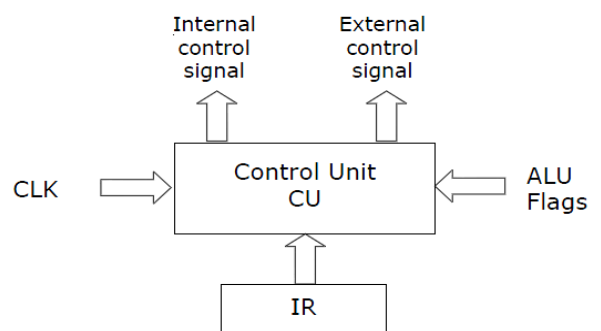 Internal
control
signal
External
control
signal
CLK
Control Unit
CU
ALU
Flags
IR